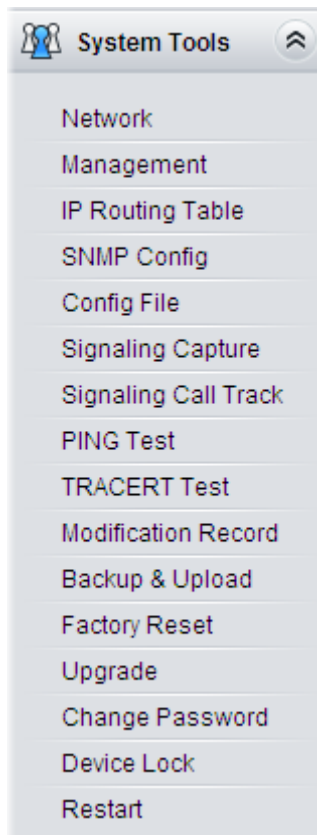 System Tools
Network
Management
IP Routing Table
SNMP Config
Config File
Signaling Capture
Signaling Call Track
PING Test
TRACERT Test
Modification Record
Backup & Upload
Factory Reset
Upgrade
Change Password
Device Lock
Restart